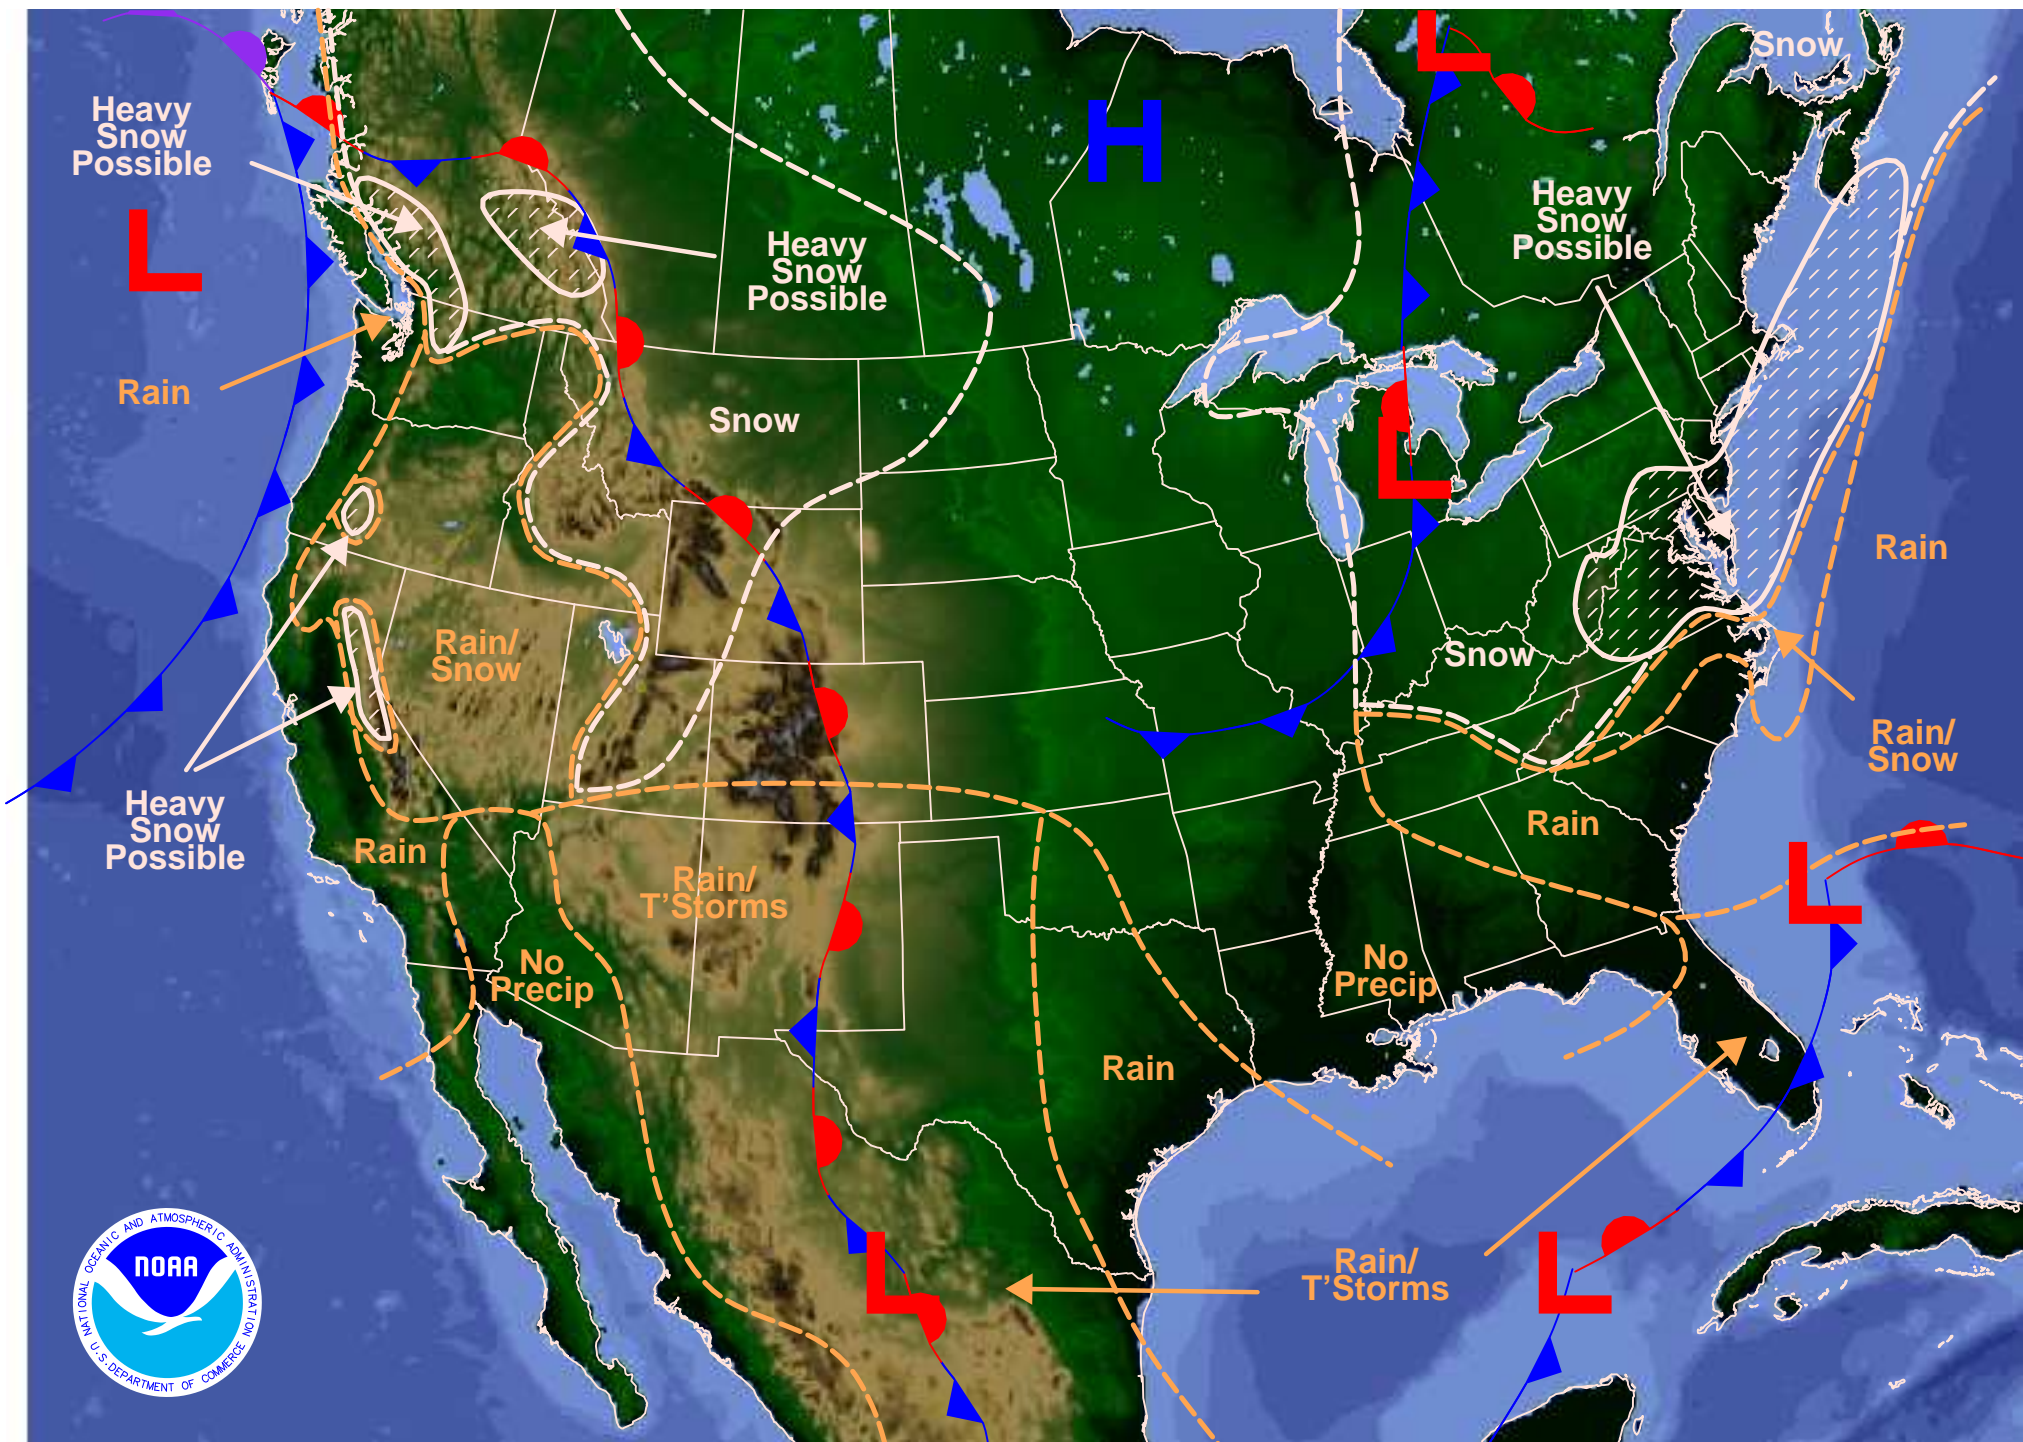 Snow
Heavy
Snow
Possible
H
L
Heavy
Snow
Possible
L
Heavy
Snow
Possible
Rain
Snow
L
Rain
Rain/
Snow
Snow
Rain/
Snow
Heavy
Snow
Possible
Rain
Rain/
T'Storms
Rain
L
No
Precip
No
Precip
Rain
L
Rain/
T'Storms
L
NATIONAL OCEANIC AND ATMOSPHERIC ADMINISTRATION
NOAA
U.S. DEPARTMENT OF COMMERCE